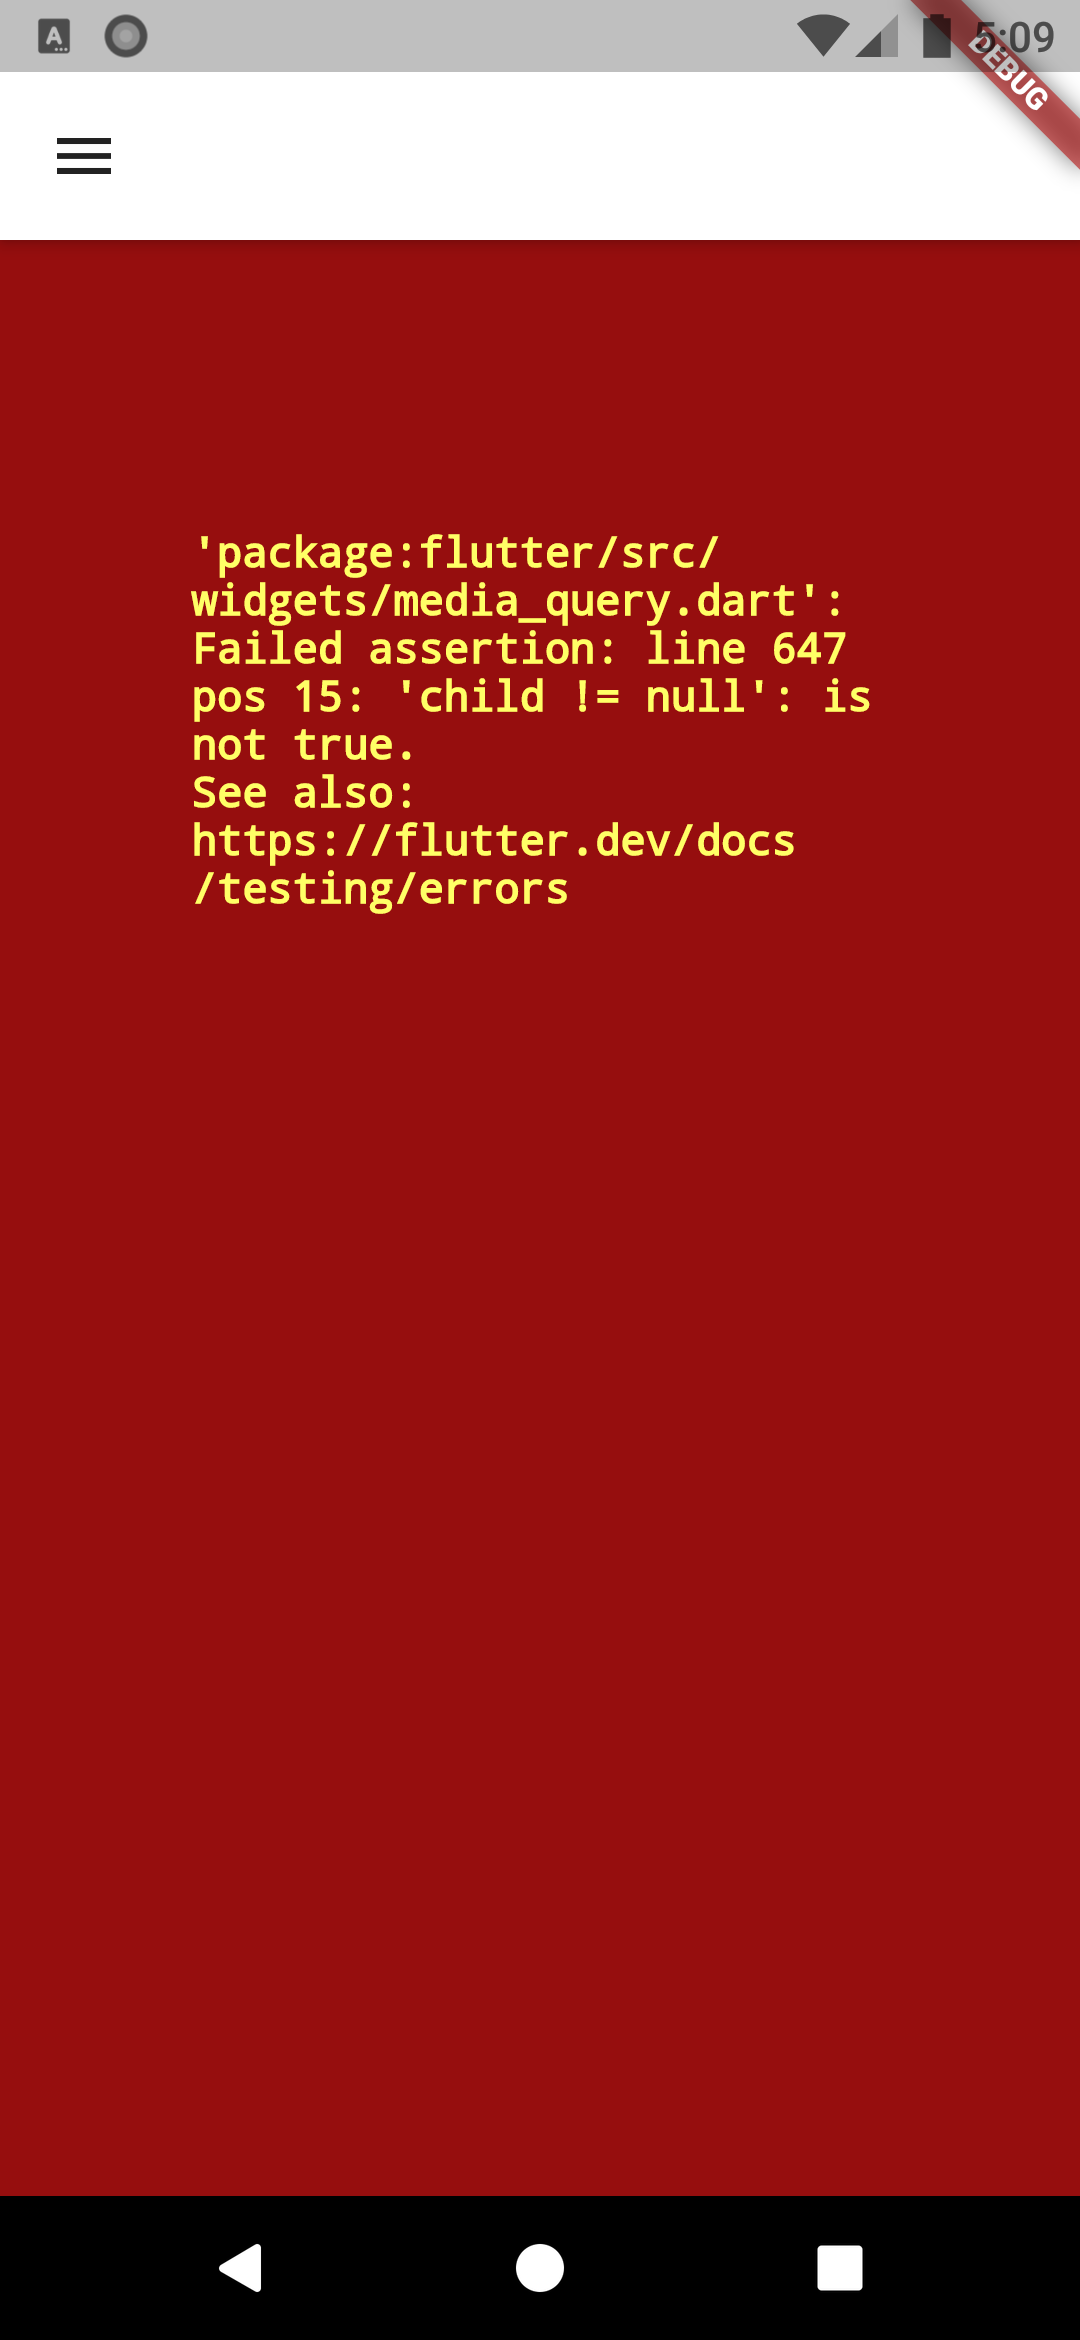 A
5:09
DEBUG
'package:flutter/src/
widgets/media_query.dart':
Failed assertion: line 647
pos 15: 'child != null': is
not true.
See also:
https://flutter.dev/docs
/testing/errors